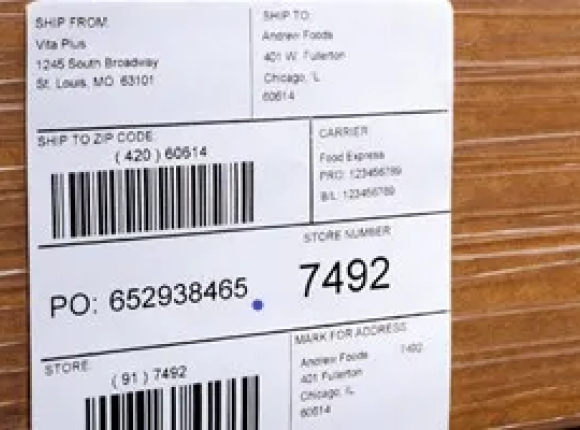 SHIP FROM:
Vita Plus
1245 South Broadway
St. Louis, MO 63101
SHIP TO:
Andrew Foods
401 W. Fullerton
Chicago, IL
60614
SHIP TO ZIP CODE:
( 420 ) 60614
CARRIER
Food Express
PRO: 123456789
B/L: 123456789
STORE NUMBER
PO: 652938465
7492
STORE:
( 91 ) 7492
MARK FOR ADDRESS
Andrew Foods 7492
401 Fullerton
Chicago, IL
60614